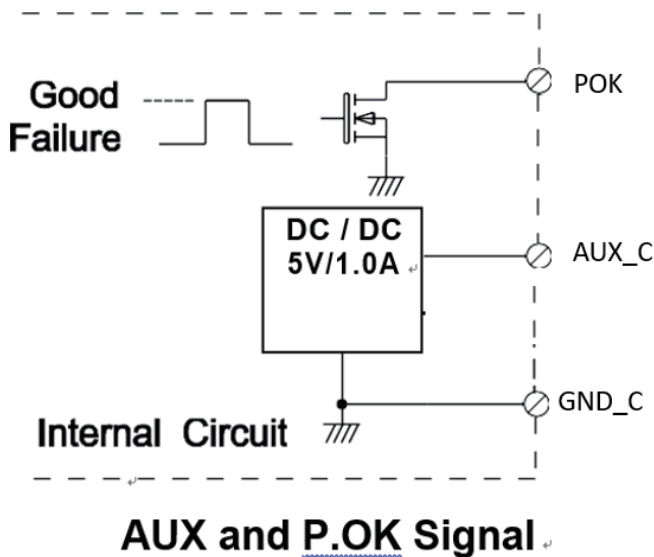 Good
Failure
POK
DC / DC
5V/1.0A
AUX_C
GND_C
Internal Circuit
AUX and P.OK Signal